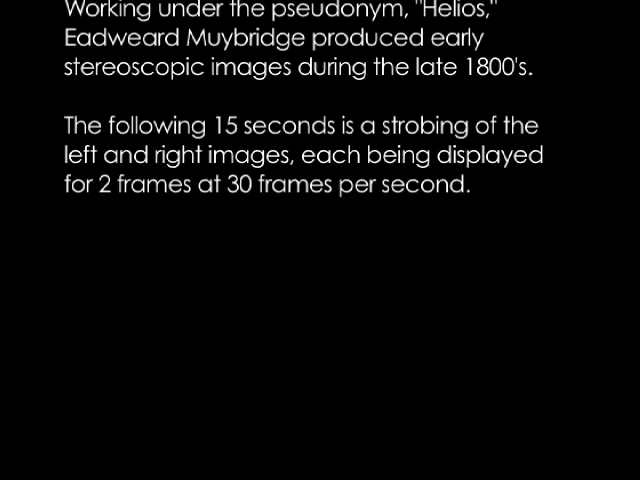 Working under the pseudonym, "Helios,"
Eadweard Muybridge produced early
stereoscopic images during the late 1800's.
The following 15 seconds is a strobing of the
left and right images, each being displayed
for 2 frames at 30 frames per second.